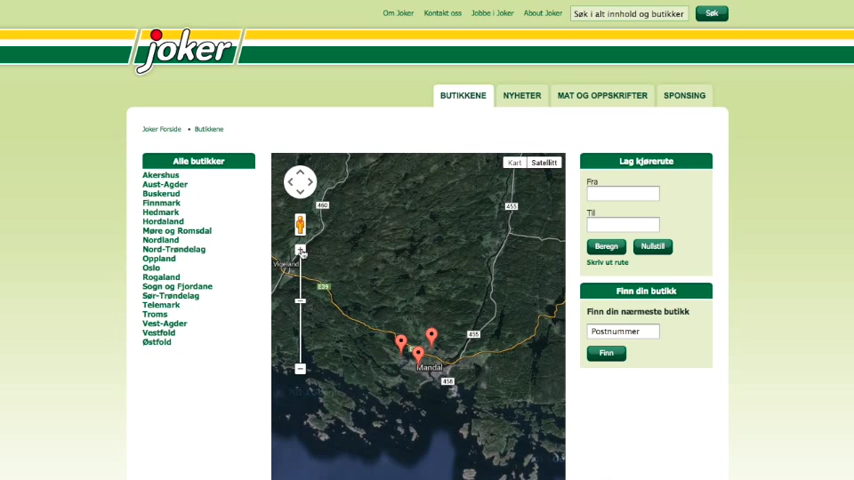 Om Joker Kontakt oss Jobbe i Joker About Joker Søk i alt innhold og butikker Søk
joker
BUTIKKENE NYHETER MAT OG OPPSKRIFTER SPONSING
Joker Forside • Butikkene
Alle butikker
Akershus
Aust-Agder
Buskerud
Finnmark
Hedmark
Hordaland
Møre og Romsdal
Nordland
Nord-Trøndelag
Oppland
Oslo
Rogaland
Sogn og Fjordane
Sør-Trøndelag
Telemark
Troms
Vest-Agder
Vestfold
Østfold
Kart Satellitt
460
455
Vigeland
E39
455
Mandal
456
Lag kjørerute
Fra
Til
Beregn Nullstill
Skriv ut rute
Finn din butikk
Finn din nærmeste butikk
Postnummer
Finn